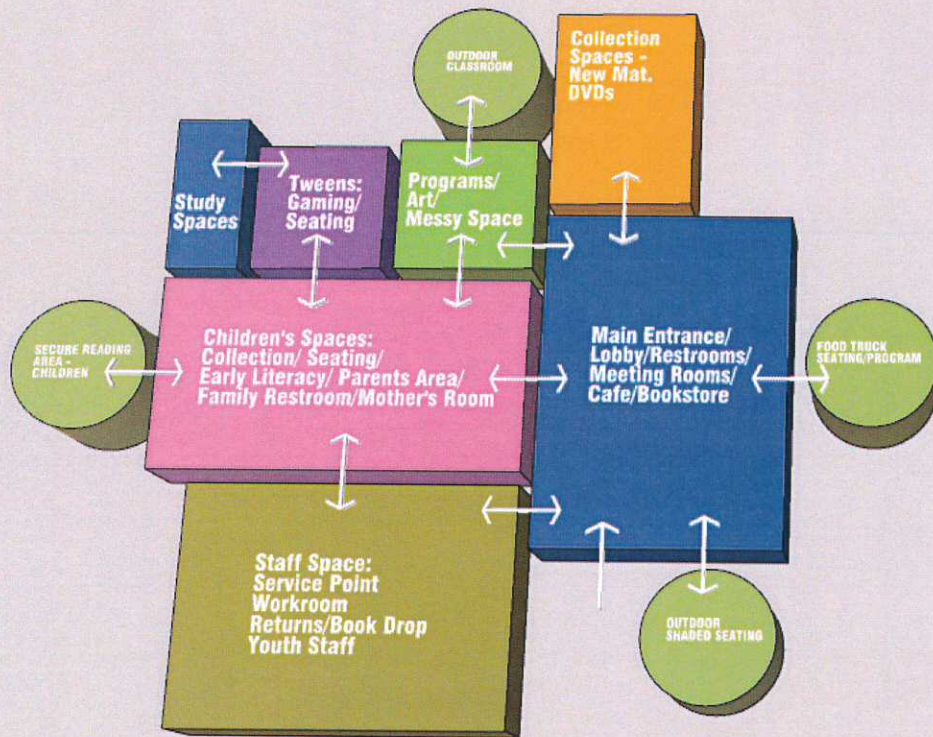 OUTDOOR
CLASSROOM
Collection
Spaces -
New Mat.
DVDs
Study
Spaces
Tweens:
Gaming/
Seating
Programs/
Art/
Messy Space
SECURE READING
AREA -
CHILDREN
Children's Spaces:
Collection/ Seating/
Early Literacy/ Parents Area/
Family Restroom/Mother's Room
Main Entrance/
Lobby/Restrooms/
Meeting Rooms/
Cafe/Bookstore
FOOD TRUCK
SEATING/PROGRAM
Staff Space:
Service Point
Workroom
Returns/Book Drop
Youth Staff
OUTDOOR
SHADED SEATING